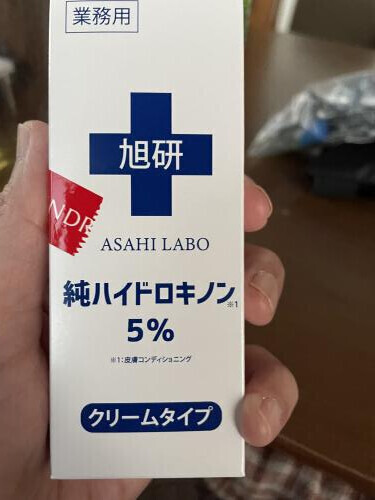 業務用
旭研
NDR
ASAHI LABO
純ハイドロキノン※1
5%
※1:皮膚コンディショニング
クリームタイプ